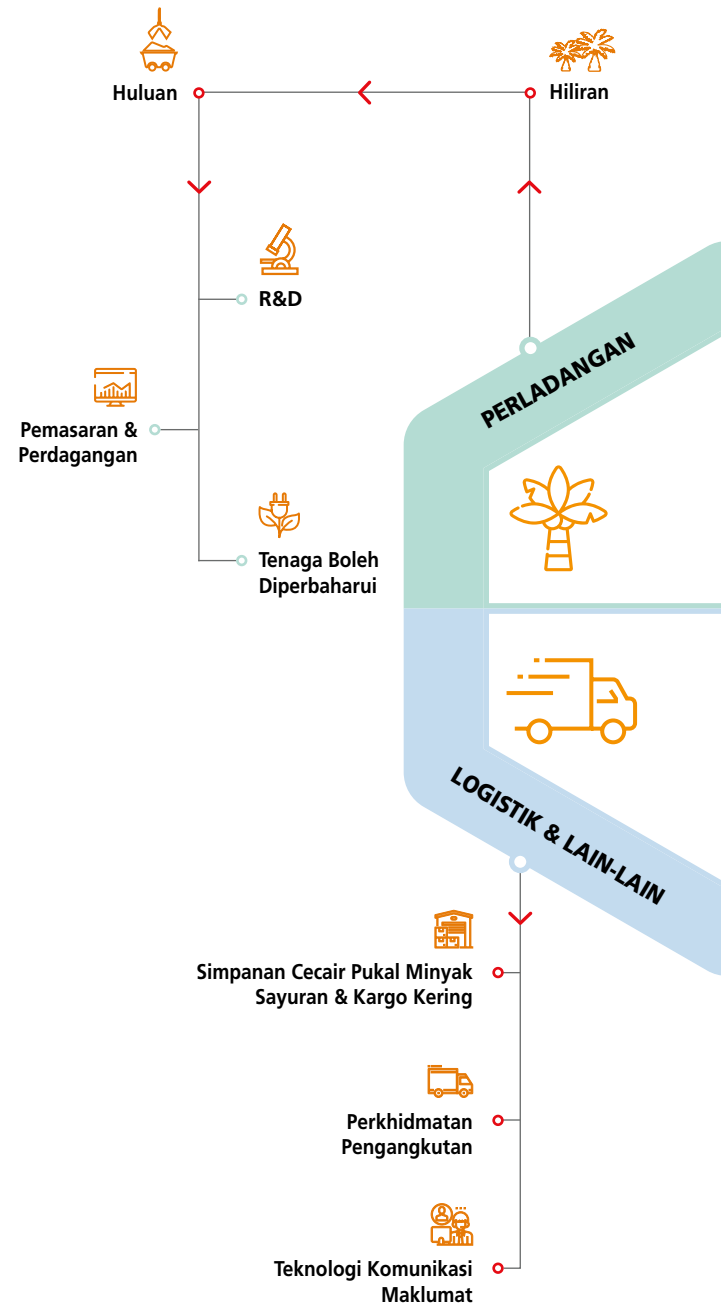 Huluan
Hiliran
R&D
Pemasaran &
Perdagangan
Tenaga Boleh
Diperbaharui
PERLADANGAN
LOGISTIK & LAIN-LAIN
Simpanan Cecair Pukal Minyak
Sayuran & Kargo Kering
Perkhidmatan
Pengangkutan
Teknologi Komunikasi
Maklumat